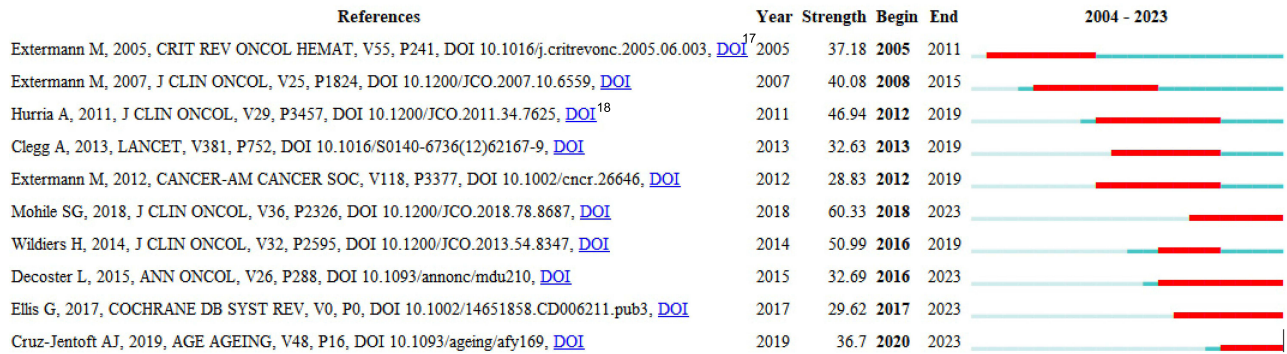 References Year Strength Begin End 2004 - 2023
Extermann M, 2005, CRIT REV ONCOL HEMAT, V55, P241, DOI 10.1016/j.critrevonc.2005.06.003, DOI17 2005 37.18 2005 2011
Extermann M, 2007, J CLIN ONCOL, V25, P1824, DOI 10.1200/JCO.2007.10.6559, DOI 2007 40.08 2008 2015
Hurria A, 2011, J CLIN ONCOL, V29, P3457, DOI 10.1200/JCO.2011.34.7625, DOI18 2011 46.94 2012 2019
Clegg A, 2013, LANCET, V381, P752, DOI 10.1016/S0140-6736(12)62167-9, DOI 2013 32.63 2013 2019
Extermann M, 2012, CANCER-AM CANCER SOC, V118, P3377, DOI 10.1002/cncr.26646, DOI 2012 28.83 2012 2019
Mohile SG, 2018, J CLIN ONCOL, V36, P2326, DOI 10.1200/JCO.2018.78.8687, DOI 2018 60.33 2018 2023
Wildiers H, 2014, J CLIN ONCOL, V32, P2595, DOI 10.1200/JCO.2013.54.8347, DOI 2014 50.99 2016 2019
Decoster L, 2015, ANN ONCOL, V26, P288, DOI 10.1093/annonc/mdu210, DOI 2015 32.69 2016 2023
Ellis G, 2017, COCHRANE DB SYST REV, V0, P0, DOI 10.1002/14651858.CD006211.pub3, DOI 2017 29.62 2017 2023
Cruz-Jentoft AJ, 2019, AGE AGEING, V48, P16, DOI 10.1093/ageing/afy169, DOI 2019 36.7 2020 2023